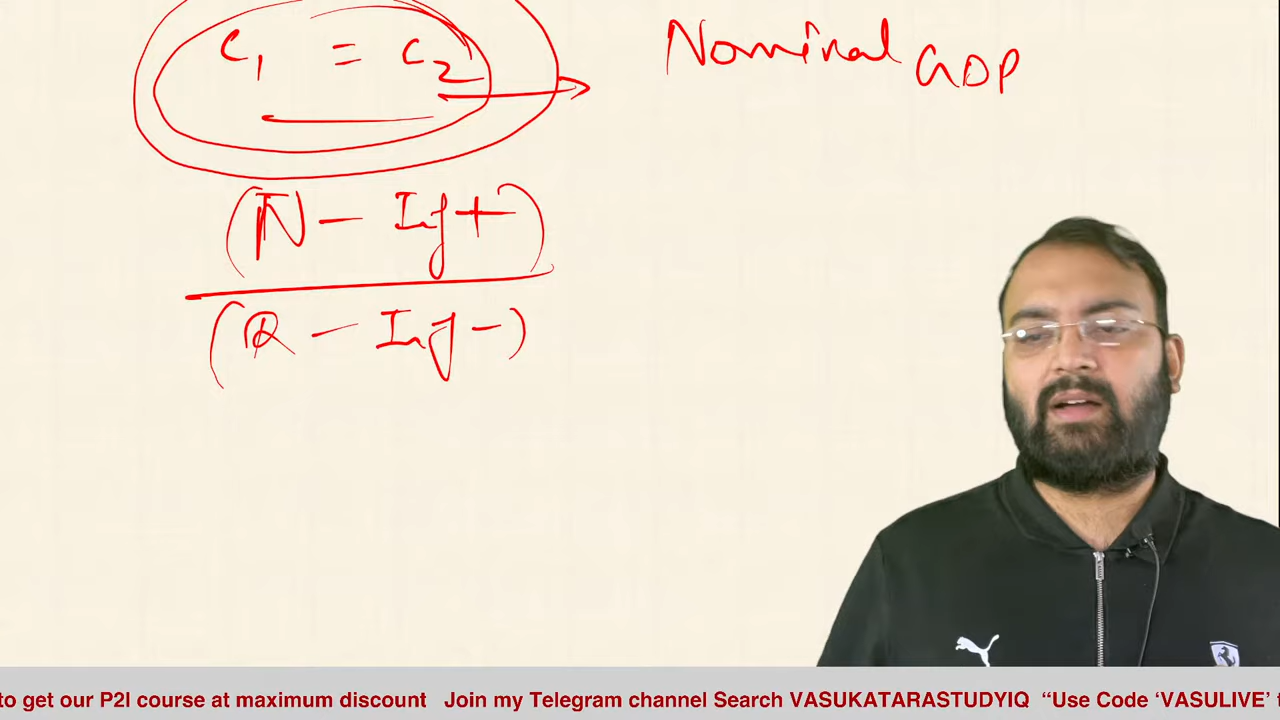 C1 = C2
Nominal GDP
(N - Inf +)
(R - Inf -)
to get our P2I course at maximum discount Join my Telegram channel Search VASUKATARASTUDYIQ “Use Code ‘VASULIVE’ t